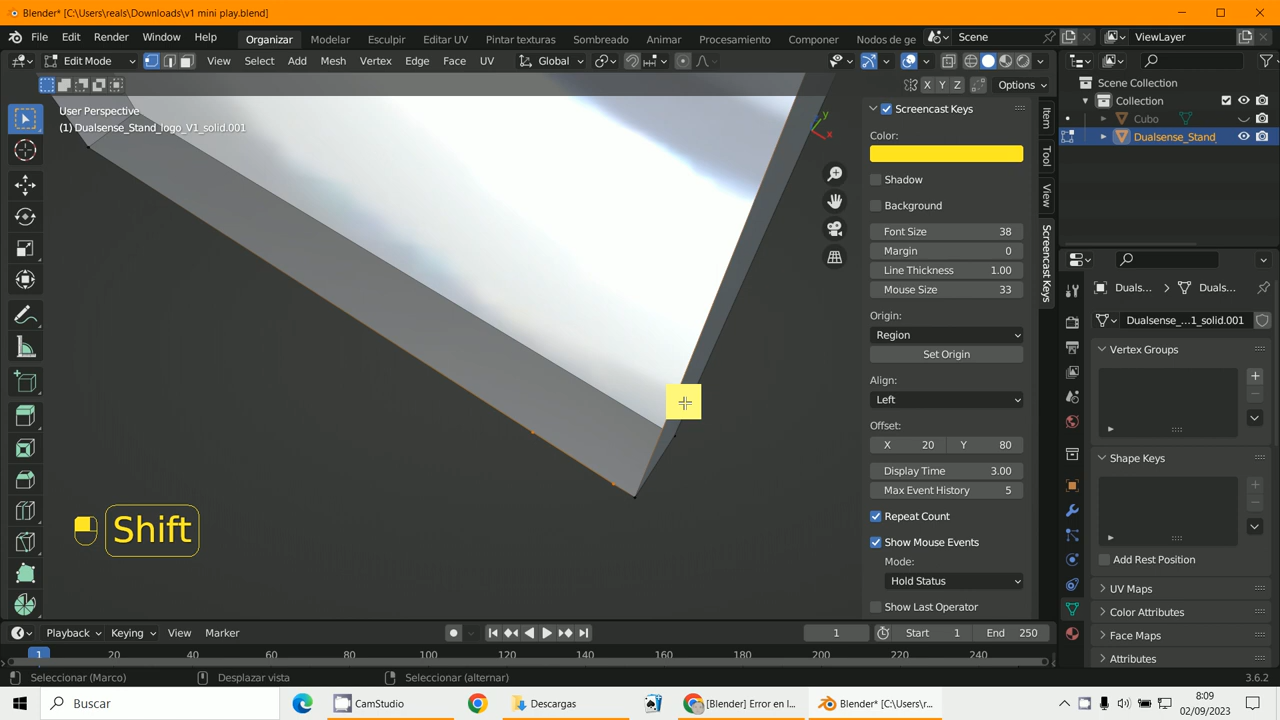 Blender* [C:\Users\reals\Downloads\v1 mini play.blend]
File Edit Render Window Help
Organizar Modelar Esculpir Editar UV Pintar texturas Sombreado Animar Procesamiento Componer Nodos de ge
Scene
ViewLayer
Edit Mode
View Select Add Mesh Vertex Edge Face UV
Global
X Y Z
Options
User Perspective
(1) Dualsense_Stand_logo_V1_solid.001
y
x
Screencast Keys
Color:
Shadow
Background
Font Size 38
Margin 0
Line Thickness 1.00
Mouse Size 33
Origin:
Region
Set Origin
Align:
Left
Offset:
X 20 Y 80
Display Time 3.00
Max Event History 5
Repeat Count
Show Mouse Events
Mode:
Hold Status
Show Last Operator
Item
Tool
View
Screencast Keys
Scene Collection
Collection
Cubo
Dualsense_Stand
Duals... Duals...
Dualsense_...1_solid.001
Vertex Groups
Shape Keys
Add Rest Position
UV Maps
Color Attributes
Face Maps
Attributes
Shift
Playback Keying View Marker
1
Start 1 End 250
1 20 40 60 80 100 120 140 160 180 200 220 240
Seleccionar (Marco) Desplazar vista Seleccionar (alternar)
3.6.2
Buscar
CamStudio
Descargas
[Blender] Error en l...
Blender* [C:\Users\r...
8:09
02/09/2023